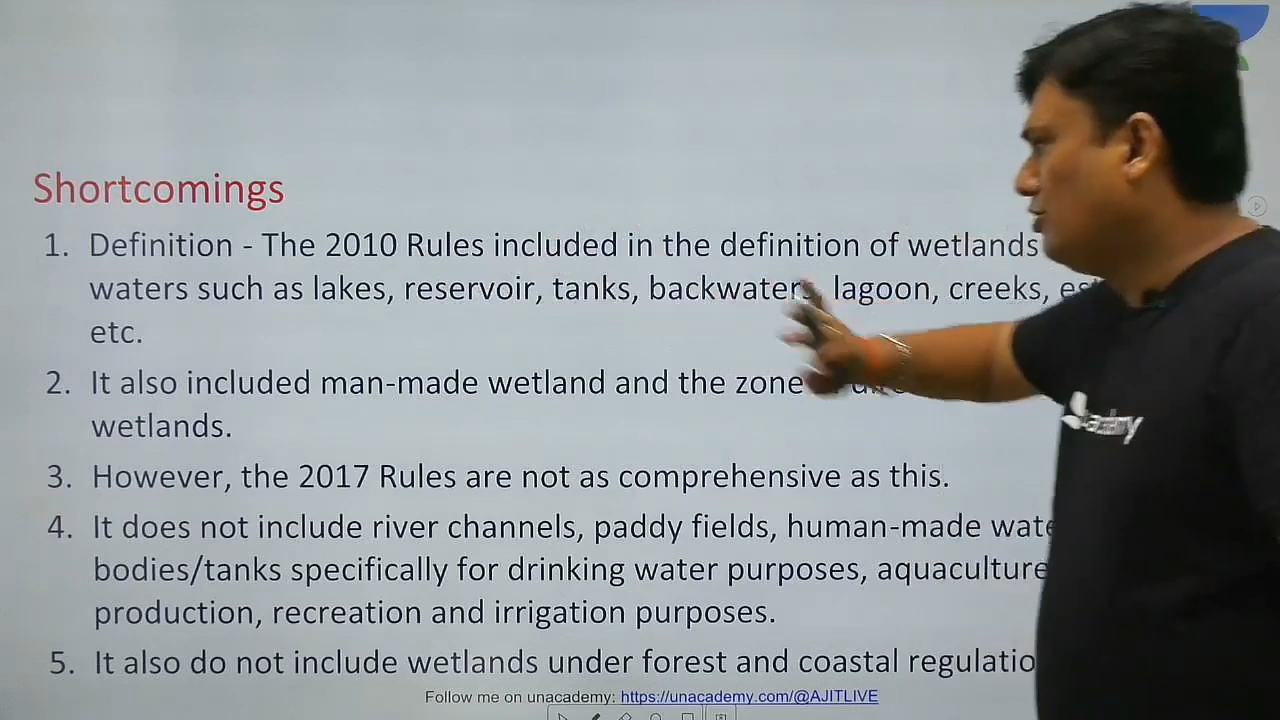 Shortcomings
1. Definition - The 2010 Rules included in the definition of wetlands
waters such as lakes, reservoir, tanks, backwaters, lagoon, creeks,
etc.
2. It also included man-made wetland and the zone
wetlands.
3. However, the 2017 Rules are not as comprehensive as this.
4. It does not include river channels, paddy fields, human-made
bodies/tanks specifically for drinking water purposes, aquaculture
production, recreation and irrigation purposes.
5. It also do not include wetlands under forest and coastal
Follow me on unacademy: https://unacademy.com/@AJITLIVE